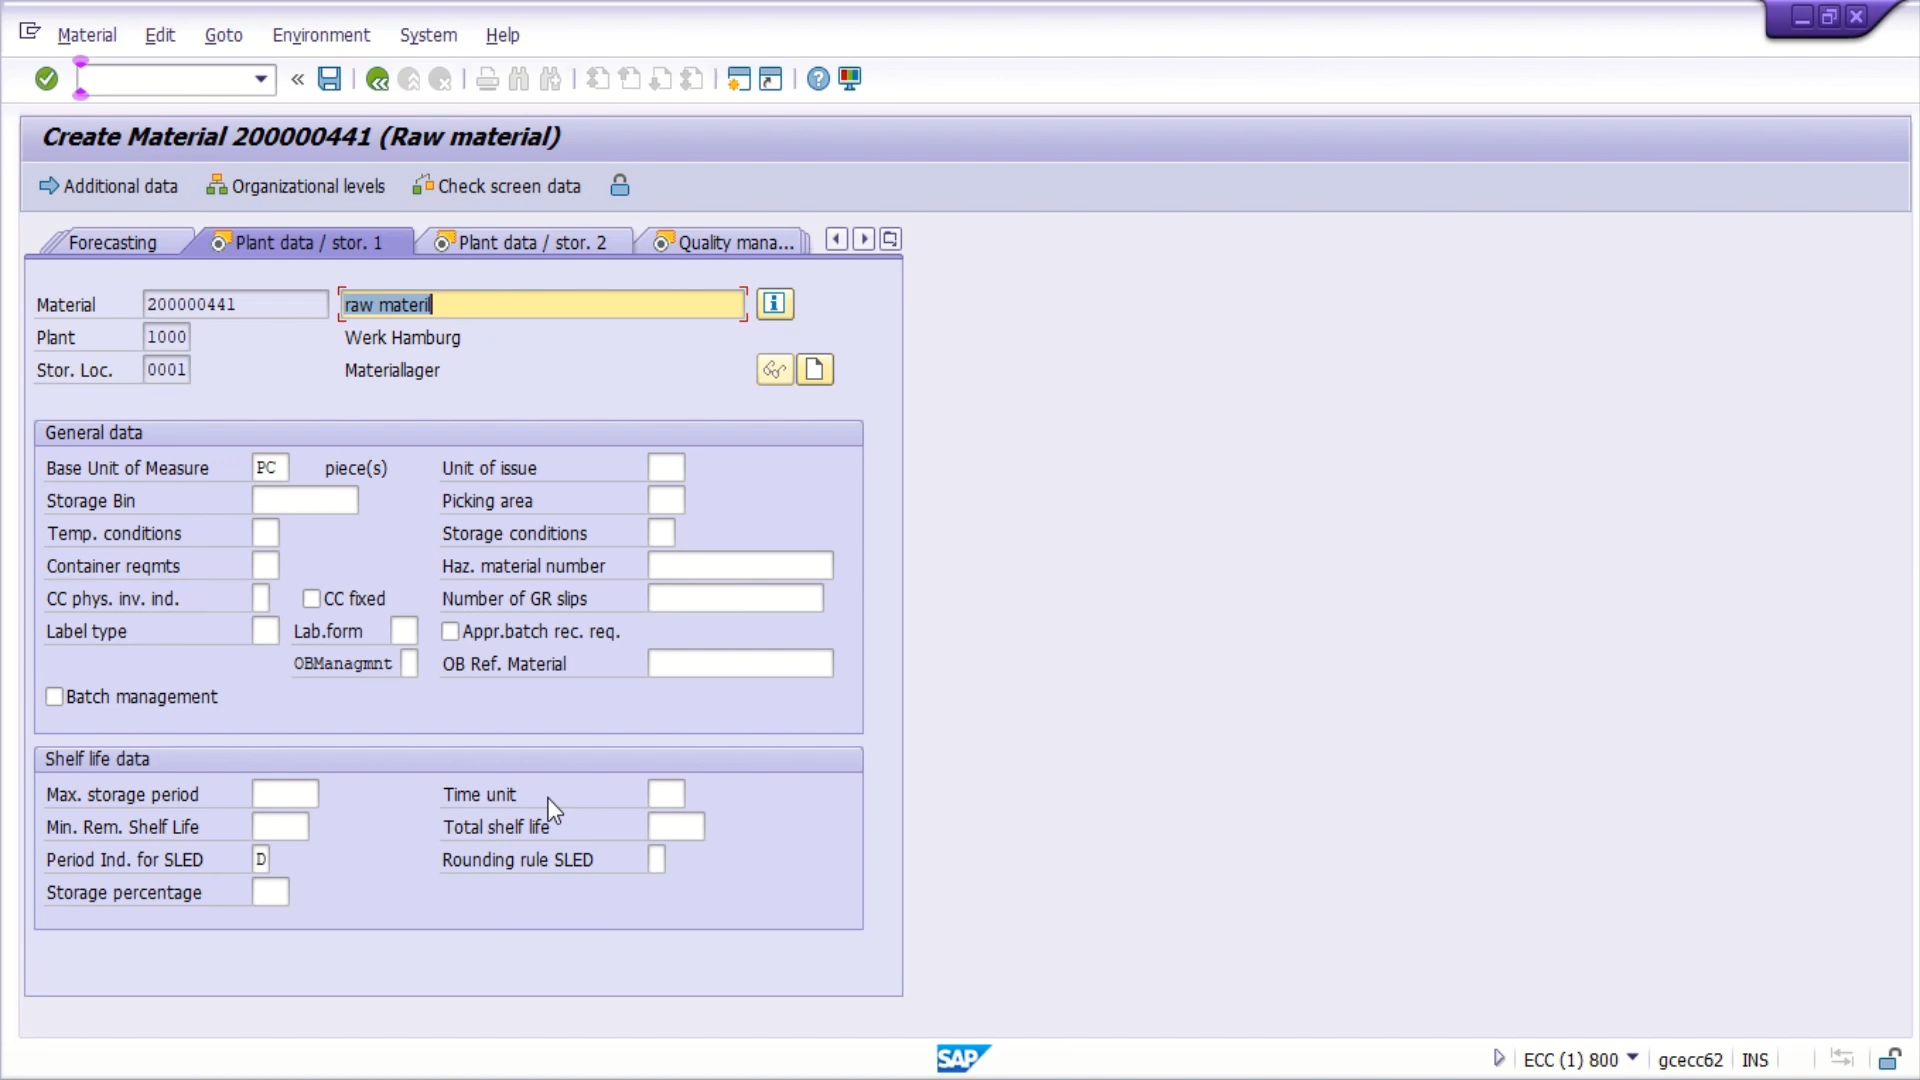 Material Edit Goto Environment System Help
Create Material 200000441 (Raw material)
Additional data Organizational levels Check screen data
Forecasting Plant data / stor. 1 Plant data / stor. 2 Quality mana...
Material 200000441 raw materil
Plant 1000 Werk Hamburg
Stor. Loc. 0001 Materiallager
General data
Base Unit of Measure PC piece(s) Unit of issue
Storage Bin Picking area
Temp. conditions Storage conditions
Container reqmts Haz. material number
CC phys. inv. ind. CC fixed Number of GR slips
Label type Lab.form Appr.batch rec. req.
OBManagmnt OB Ref. Material
Batch management
Shelf life data
Max. storage period Time unit
Min. Rem. Shelf Life Total shelf life
Period Ind. for SLED D Rounding rule SLED
Storage percentage
SAP ECC (1) 800 gcecc62 INS